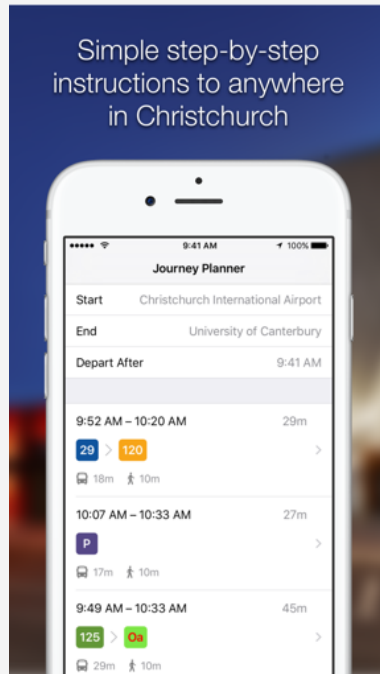 Simple step-by-step
instructions to anywhere
in Christchurch
9:41 AM
100%
Journey Planner
Start Christchurch International Airport
End University of Canterbury
Depart After 9:41 AM
9:52 AM – 10:20 AM 29m
29 > 120 >
18m 10m
10:07 AM – 10:33 AM 27m
P >
17m 10m
9:49 AM – 10:33 AM 45m
125 > Oa >
29m 10m